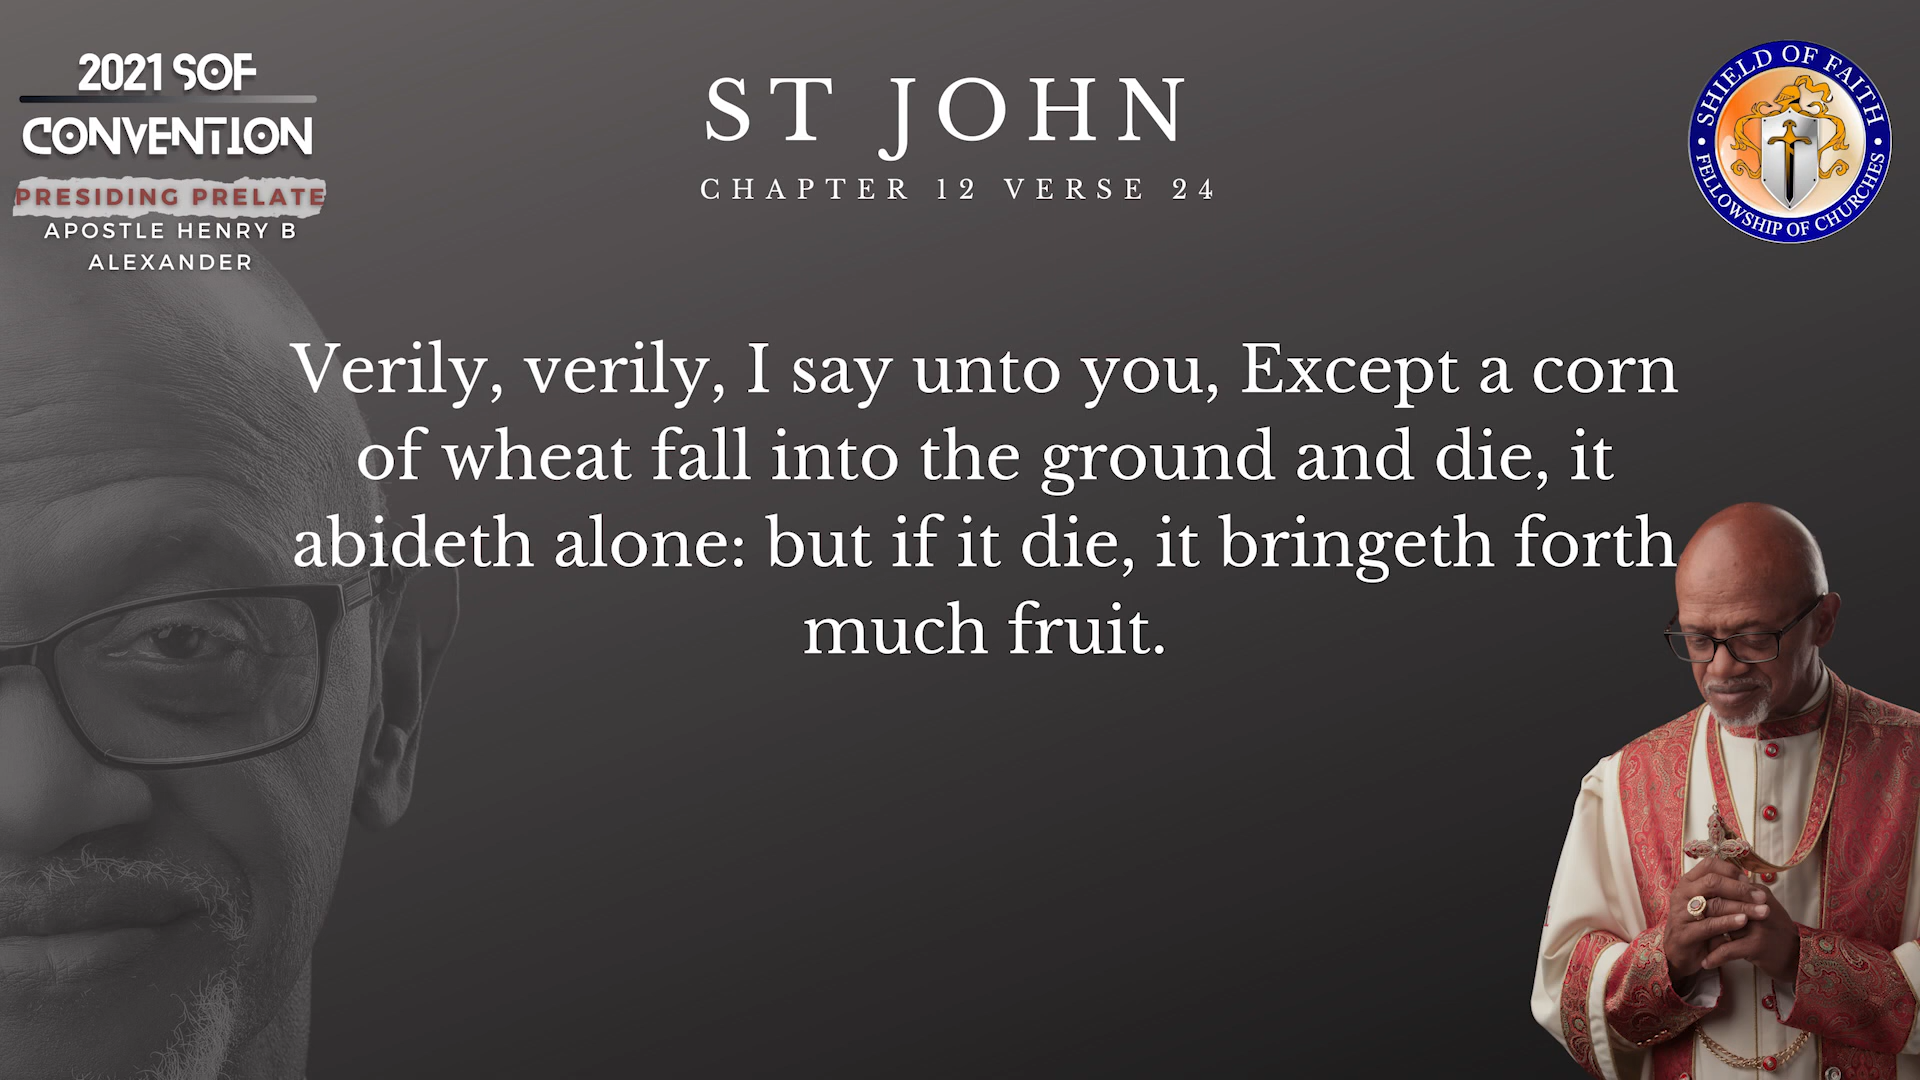 2021 SOF
CONVENTION
PRESIDING PRELATE
APOSTLE HENRY B
ALEXANDER
ST JOHN
CHAPTER 12 VERSE 24
SHIELD OF FAITH
FELLOWSHIP OF CHURCHES
Verily, verily, I say unto you, Except a corn
of wheat fall into the ground and die, it
abideth alone: but if it die, it bringeth forth
much fruit.